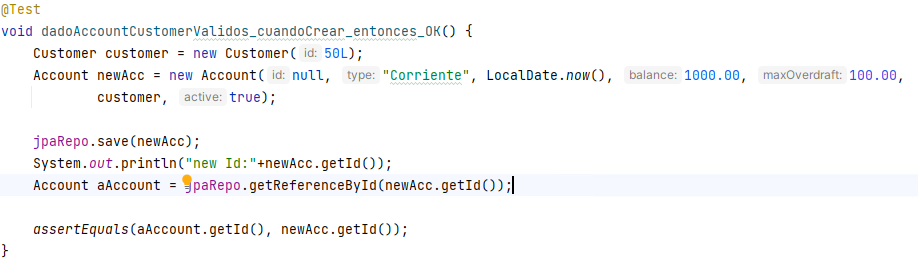 @Test
void dadoAccountCustomerValidos_cuandoCrear_entonces_OK() {
Customer customer = new Customer( id: 50L);
Account newAcc = new Account( id: null, type: "Corriente", LocalDate.now(), balance: 1000.00, maxOverdraft: 100.00,
customer, active: true);
jpaRepo.save(newAcc);
System.out.println("new Id:"+newAcc.getId());
Account aAccount = jpaRepo.getReferenceById(newAcc.getId());
assertEquals(aAccount.getId(), newAcc.getId());
}